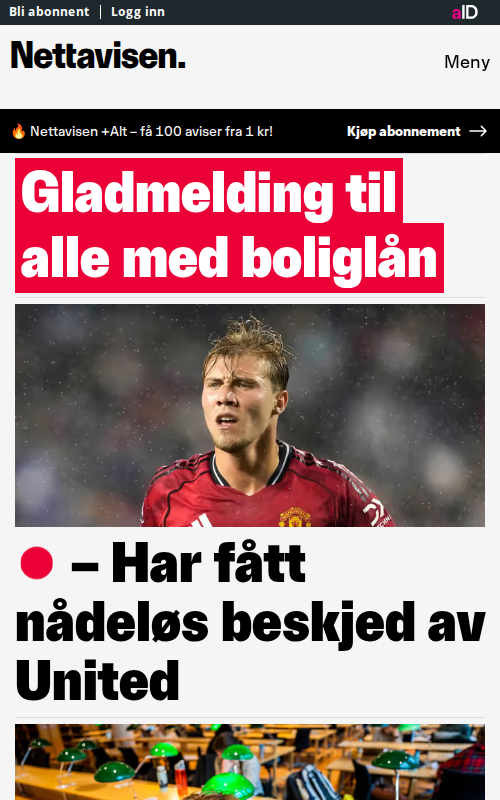 Bli abonnent | Logg inn
aID
Nettavisen.
Meny
🔥 Nettavisen +Alt – få 100 aviser fra 1 kr!
Kjøp abonnement →
Gladmelding til
alle med boliglån
– Har fått
nådeløs beskjed av
United